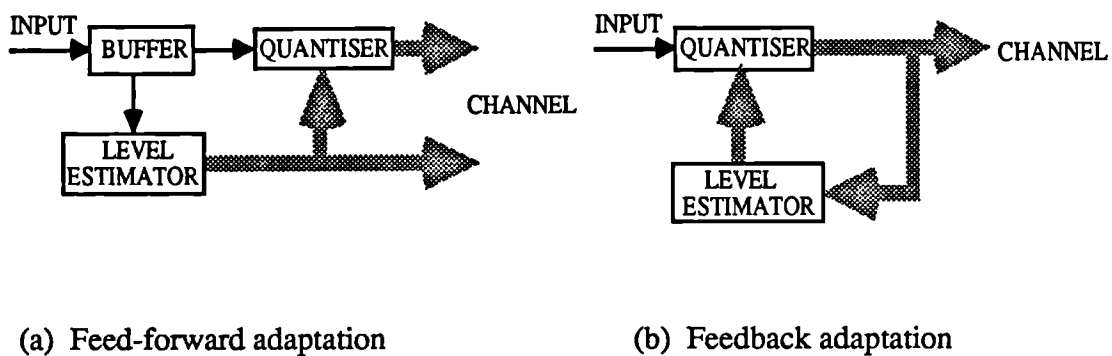 INPUT
BUFFER
QUANTISER
CHANNEL
LEVEL
ESTIMATOR
(a) Feed-forward adaptation
INPUT
QUANTISER
CHANNEL
LEVEL
ESTIMATOR
(b) Feedback adaptation